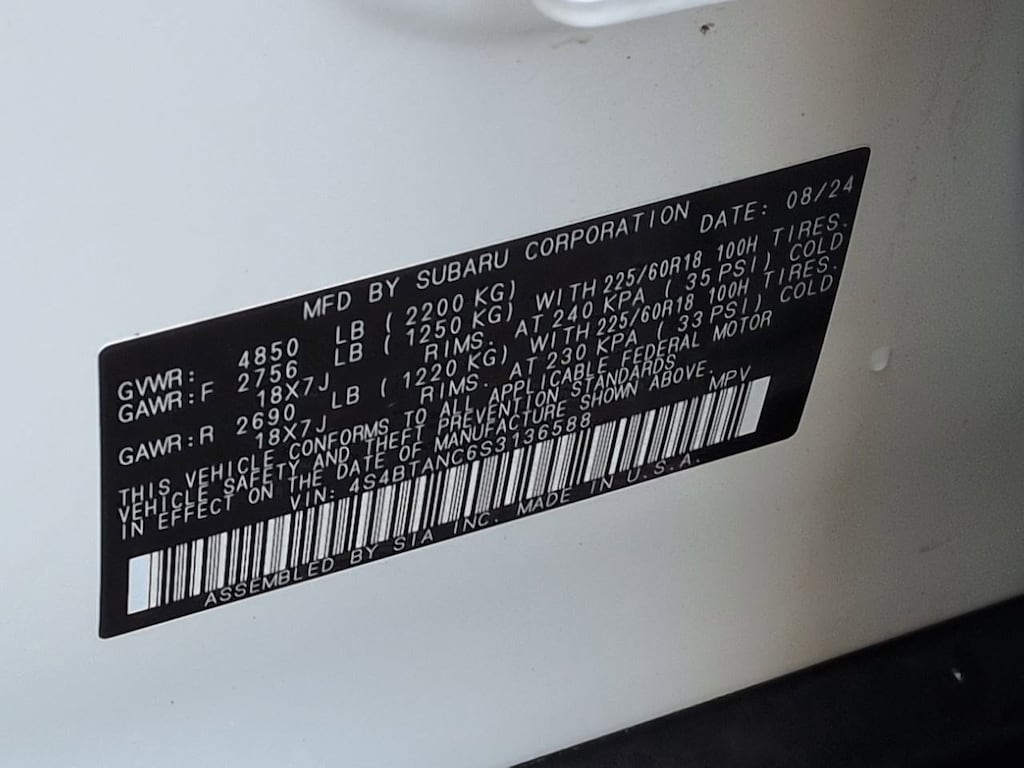 MFD BY SUBARU CORPORATION DATE: 08/24
GVWR: 4850 LB ( 2200 KG)
GAWR:F 2756 LB ( 1250 KG) WITH 225/60R18 100H TIRES.
18X7J RIMS. AT 240 KPA ( 35 PSI) COLD
GAWR:R 2690 LB ( 1220 KG) WITH 225/60R18 100H TIRES.
18X7J RIMS. AT 230 KPA ( 33 PSI) COLD.
THIS VEHICLE CONFORMS TO ALL APPLICABLE FEDERAL MOTOR
VEHICLE SAFETY AND THEFT PREVENTION STANDARDS
IN EFFECT ON THE DATE OF MANUFACTURE SHOWN ABOVE.
VIN: 4S4BTANC6S3136588 MPV
ASSEMBLED BY SIA INC. MADE IN U.S.A.